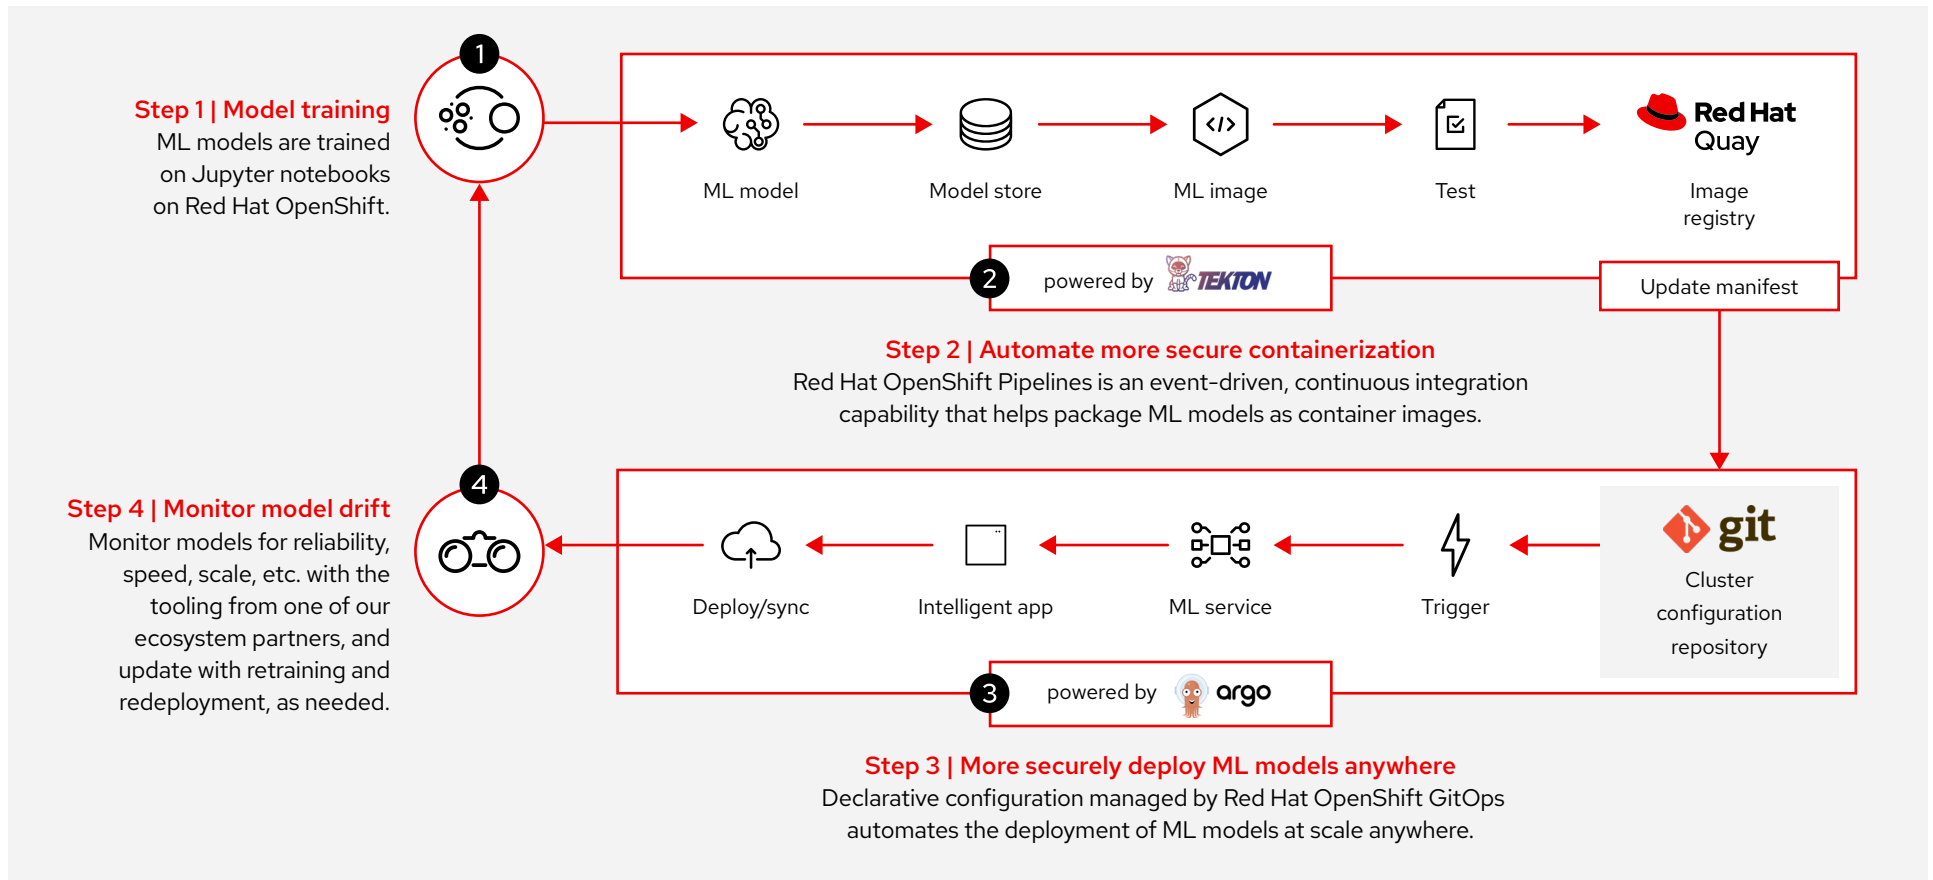 1
Step 1 | Model training
ML models are trained
on Jupyter notebooks
on Red Hat OpenShift.
ML model
Model store
ML image
Test
Red Hat
Quay
Image
registry
2
powered by TEKTON
Update manifest
Step 2 | Automate more secure containerization
Red Hat OpenShift Pipelines is an event-driven, continuous integration
capability that helps package ML models as container images.
4
Step 4 | Monitor model drift
Monitor models for reliability,
speed, scale, etc. with the
tooling from one of our
ecosystem partners, and
update with retraining and
redeployment, as needed.
Deploy/sync
Intelligent app
ML service
Trigger
git
Cluster
configuration
repository
3
powered by argo
Step 3 | More securely deploy ML models anywhere
Declarative configuration managed by Red Hat OpenShift GitOps
automates the deployment of ML models at scale anywhere.